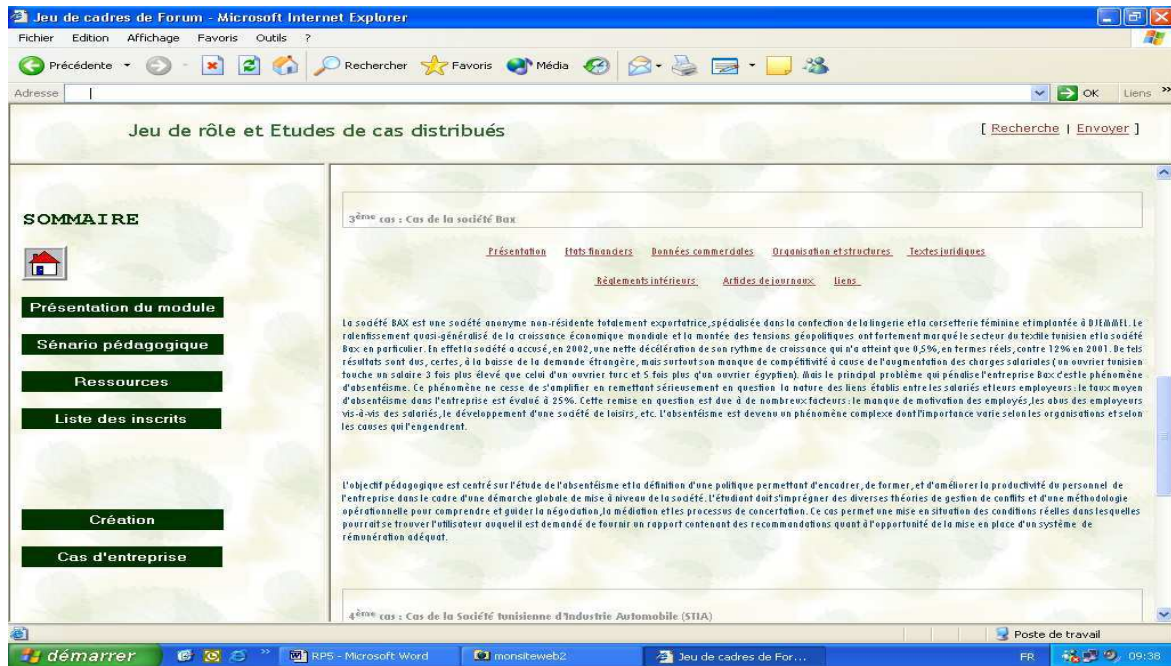 Jeu de cadres de Forum - Microsoft Internet Explorer
Fichier Edition Affichage Favoris Outils ?
Précédente Rechercher Favoris Média
Adresse OK Liens »
Jeu de rôle et Etudes de cas distribués
[ Recherche | Envoyer ]
SOMMAIRE
Présentation du module
Sénario pédagogique
Ressources
Liste des inscrits
Création
Cas d'entreprise
3ème cas : Cas de la société Bax
Présentation Etats financiers Données commerciales Organisation et structures Textes juridiques
Réglements intérieurs Articles de journaux liens
La société BAX est une société anonyme non-résidente totalement exportatrice, spécialisée dans la confection de la lingerie et la corsetterie féminine et implantée à DJEMMEL. Le
ralentissement quasi-généralisé de la croissance économique mondiale et la montée des tensions géopolitiques ont fortement marqué le secteur du textile tunisien et la société
Bax en particulier. En effet la société a accusé, en 2002, une nette décélération de son rythme de croissance qui n'a atteint que 0,5%, en termes réels, contre 12% en 2001. De tels
résultats sont dus, certes, à la baisse de la demande étrangère, mais surtout son manque de compétitivité à cause de l'augmentation des charges salariales (un ouvrier tunisien
touche un salaire 3 fois plus élevé que celui d'un ouvrier turc et 5 fois plus q'un ouvrier égyptien). Mais le principal problème qui pénalise l'entreprise Bax c'est le phénomène
d'absentéisme. Ce phénomène ne cesse de s'amplifier en remettant sérieusement en question la nature des liens établis entre les salariés et leurs employeurs : le taux moyen
d'absentéisme dans l'entreprise est évalué à 25%. Cette remise en question est due à de nombreux facteurs : le manque de motivation des employés, les abus des employeurs
vis-à-vis des salariés, le développement d'une société de loisirs, etc. L'absentéisme est devenu un phénomène complexe dont l'importance varie selon les organisations et selon
les causes qui l'engendrent.
L'objectif pédagogique est centré sur l'étude de l'absentéisme et la définition d'une politique permettant d'encadrer, de former, et d'améliorer la productivité du personnel de
l'entreprise dans le cadre d'une démarche globale de mise à niveau de la société. L'étudiant doit s'imprégner des diverses théories de gestion de conflits et d'une méthodologie
opérationnelle pour comprendre et guider la négociation, la médiation et les processus de concertation. Ce cas permet une mise en situation des conditions réelles dans lesquelles
pourrait se trouver l'utilisateur auquel il est demandé de fournir un rapport contenant des recommandations quant à l'opportunité de la mise en place d'un système de
rémunération adéquat.
4ème cas : Cas de la Société tunisienne d'Industrie Automobile (STIA)
Poste de travail
démarrer » RPS - Microsoft Word monsiteweb2 Jeu de cadres de For... FR 09:38